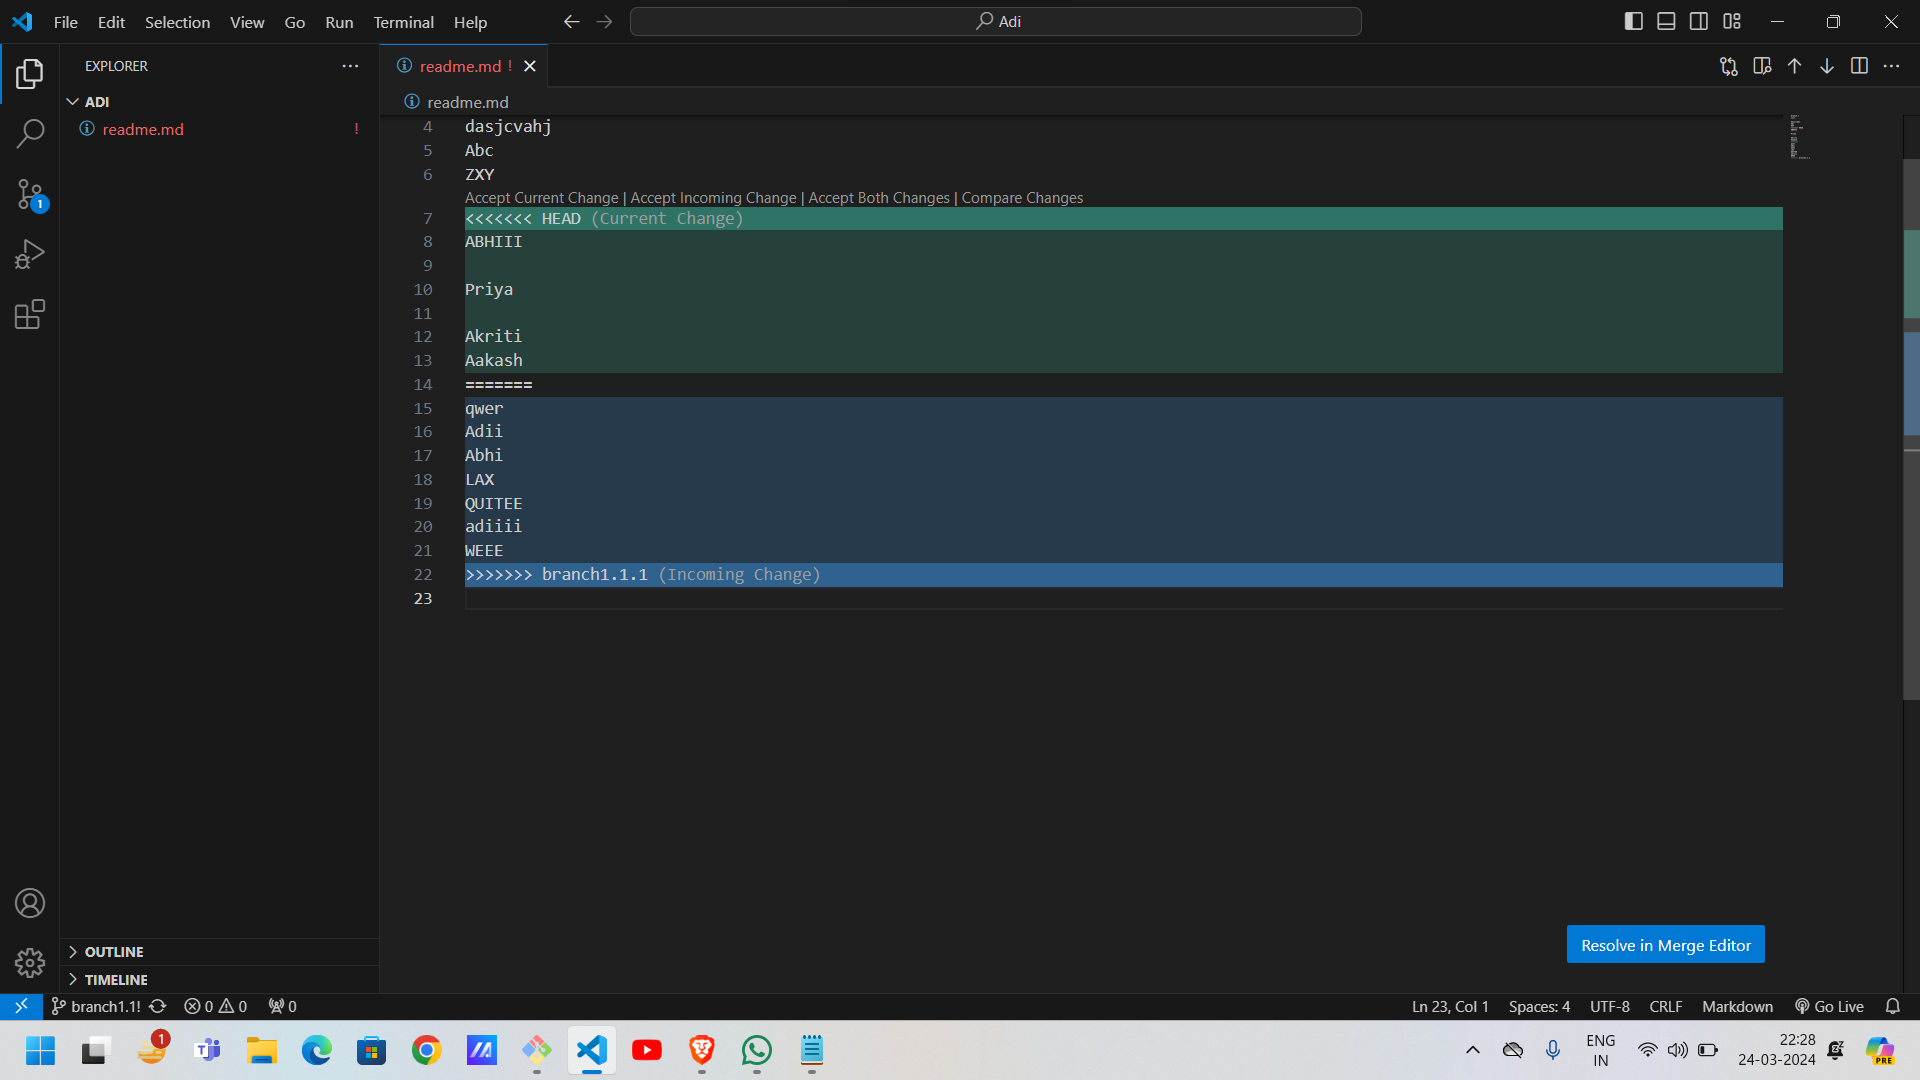 File Edit Selection View Go Run Terminal Help
Adi
EXPLORER
readme.md !
ADI
readme.md !
readme.md
1
4 dasjcvahj
5 Abc
6 ZXY
Accept Current Change | Accept Incoming Change | Accept Both Changes | Compare Changes
7 <<<<<<< HEAD (Current Change)
8 ABHIII
9
10 Priya
11
12 Akriti
13 Aakash
14 =======
15 qwer
16 Adii
17 Abhi
18 LAX
19 QUITEE
20 adiiii
21 WEEE
22 >>>>>>> branch1.1.1 (Incoming Change)
23
Resolve in Merge Editor
OUTLINE
TIMELINE
branch1.1! 0 0 0
Ln 23, Col 1 Spaces: 4 UTF-8 CRLF Markdown Go Live
1
ENG
IN
22:28
24-03-2024
PRE